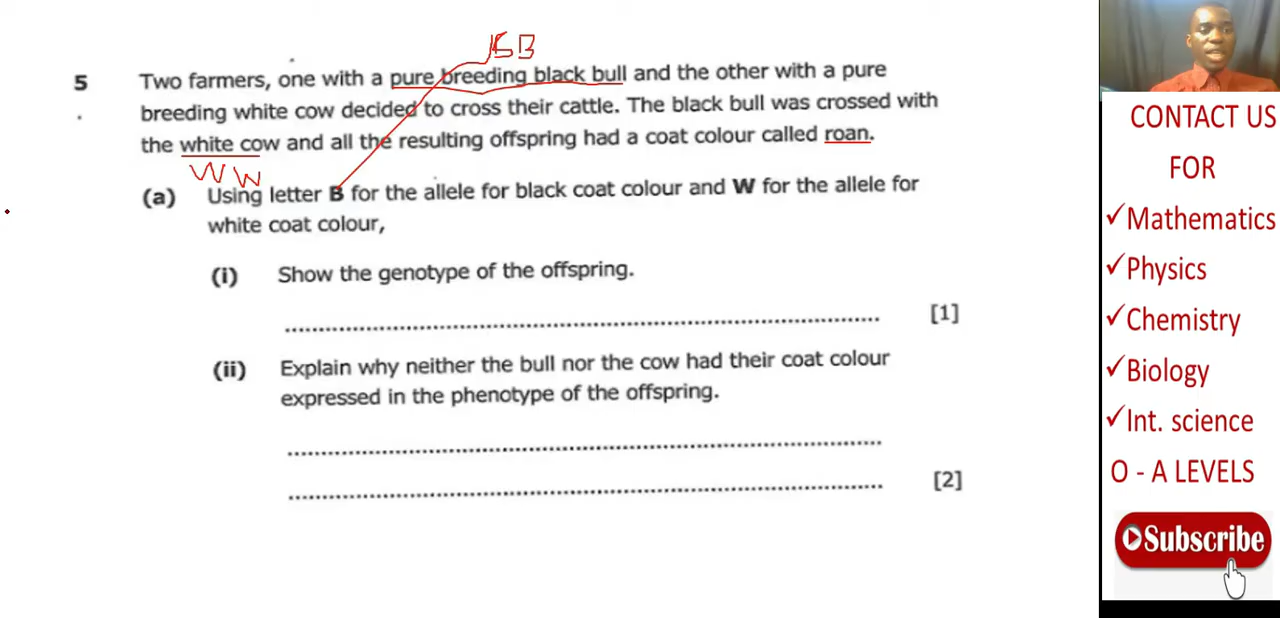 BB
5 Two farmers, one with a pure breeding black bull and the other with a pure
breeding white cow decided to cross their cattle. The black bull was crossed with
the white cow and all the resulting offspring had a coat colour called roan.
W W
(a) Using letter B for the allele for black coat colour and W for the allele for
white coat colour,
(i) Show the genotype of the offspring.
[1]
(ii) Explain why neither the bull nor the cow had their coat colour
expressed in the phenotype of the offspring.
[2]
CONTACT US
FOR
✓Mathematics
✓Physics
✓Chemistry
✓Biology
✓Int. science
O - A LEVELS
Subscribe